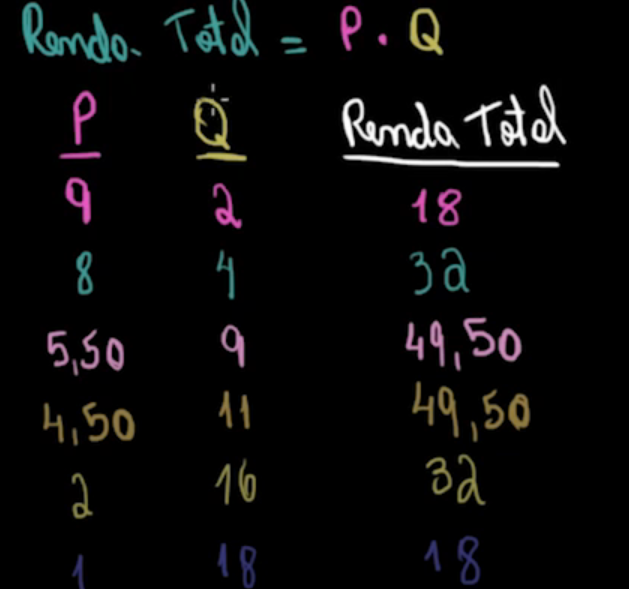 Renda Total = P . Q
P Q Renda Total
9 2 18
8 4 32
5,50 9 49,50
4,50 11 49,50
2 16 32
1 18 18